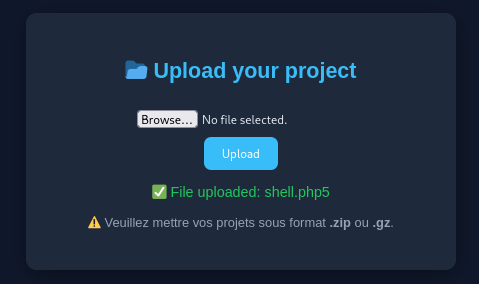 📂 Upload your project
Browse... No file selected.
Upload
✅ File uploaded: shell.php5
⚠️ Veuillez mettre vos projets sous format .zip ou .gz.